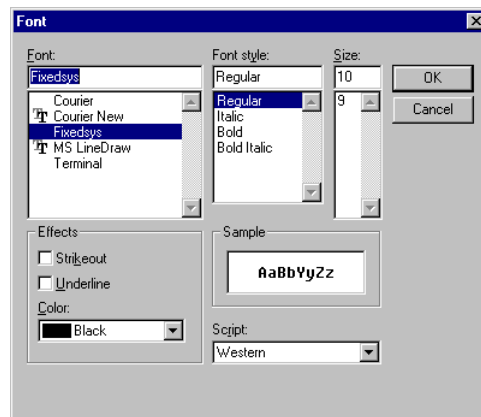 Font
Font:
Font style:
Size:
Fixedsys
Regular
10
OK
Courier
Courier New
Fixedsys
MS LineDraw
Terminal
Regular
Italic
Bold
Bold Italic
9
Cancel
Effects
Strikeout
Underline
Color:
Black
Sample
AaBbYyZz
Script:
Western